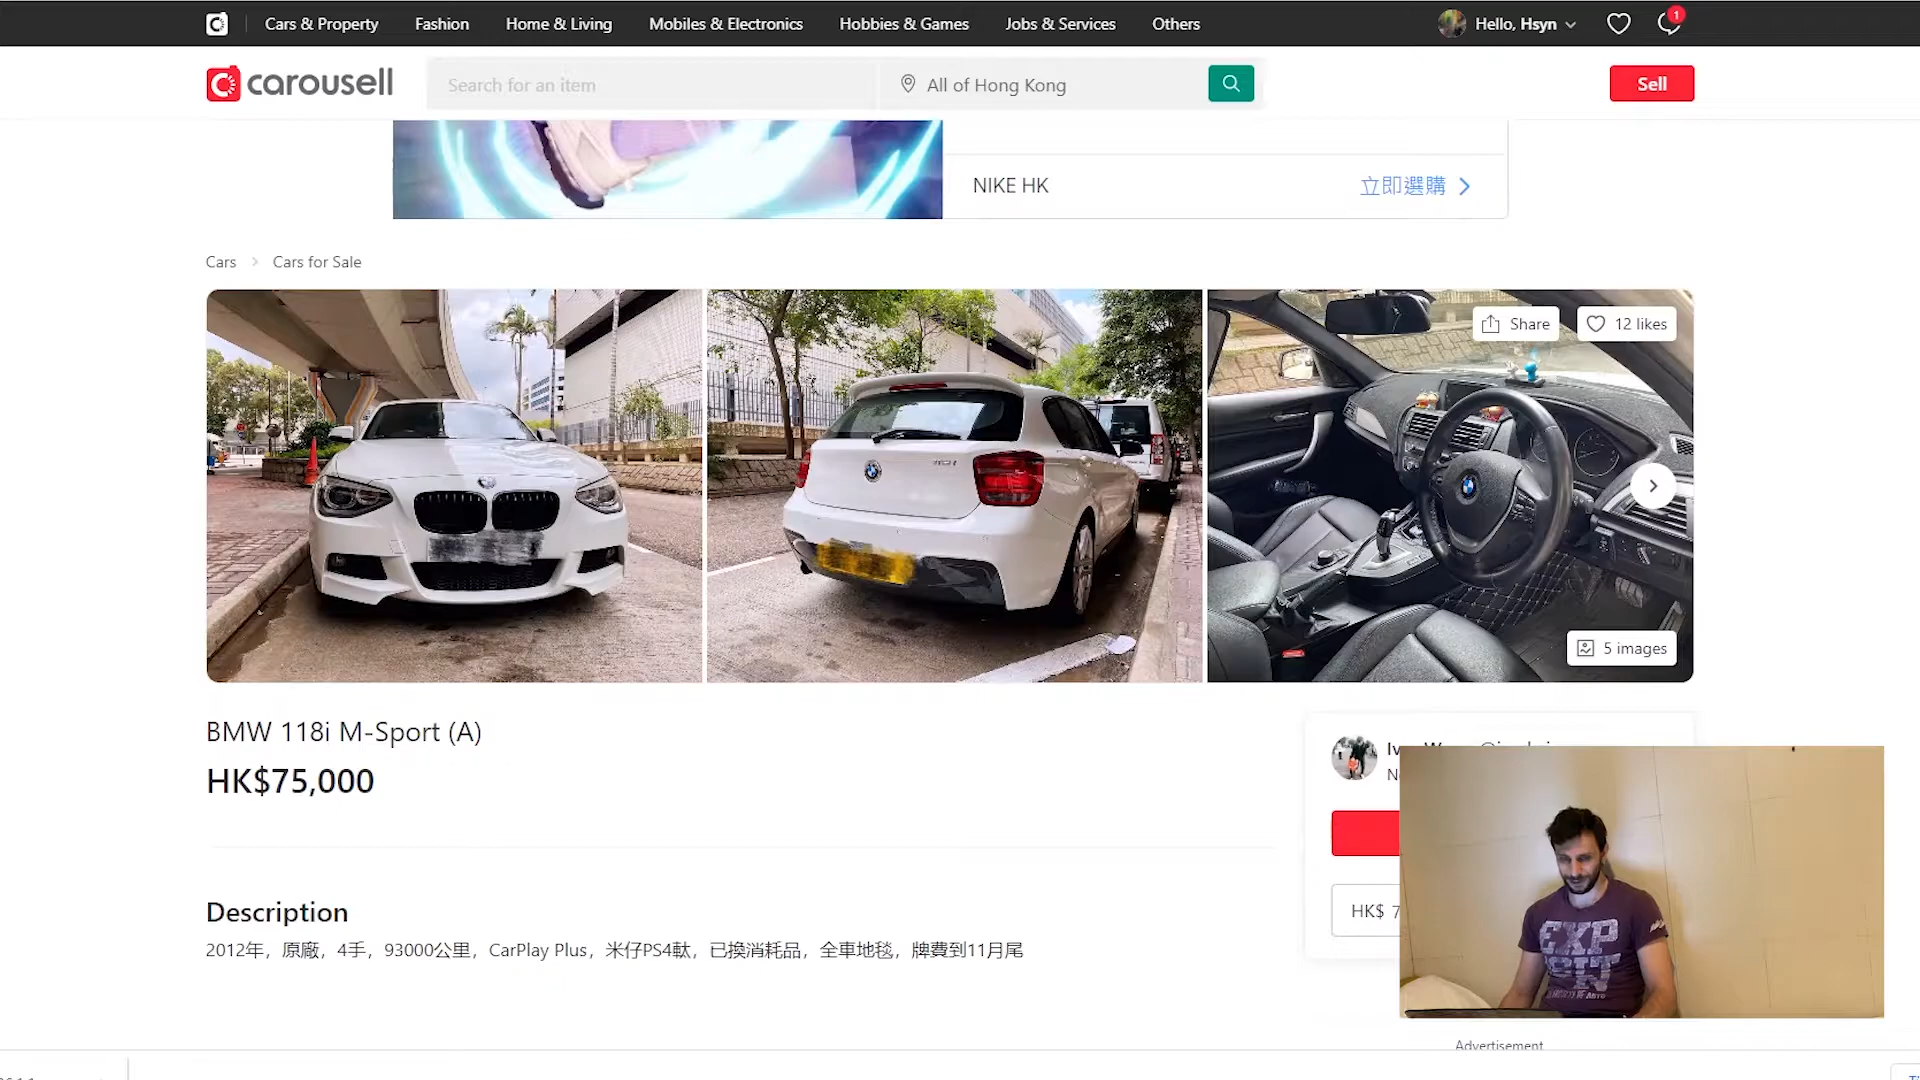 Cars & Property Fashion Home & Living Mobiles & Electronics Hobbies & Games Jobs & Services Others Hello, Hsyn 1
carousell Search for an item All of Hong Kong Sell
NIKE HK 立即選購
Cars > Cars for Sale
Share 12 likes
5 images
BMW 118i M-Sport (A)
HK$75,000
HK$ 7
Description
2012年，原廠，4手，93000公里，CarPlay Plus，米仔PS4軚，已換消耗品，全車地毯，牌費到11月尾
Advertisement